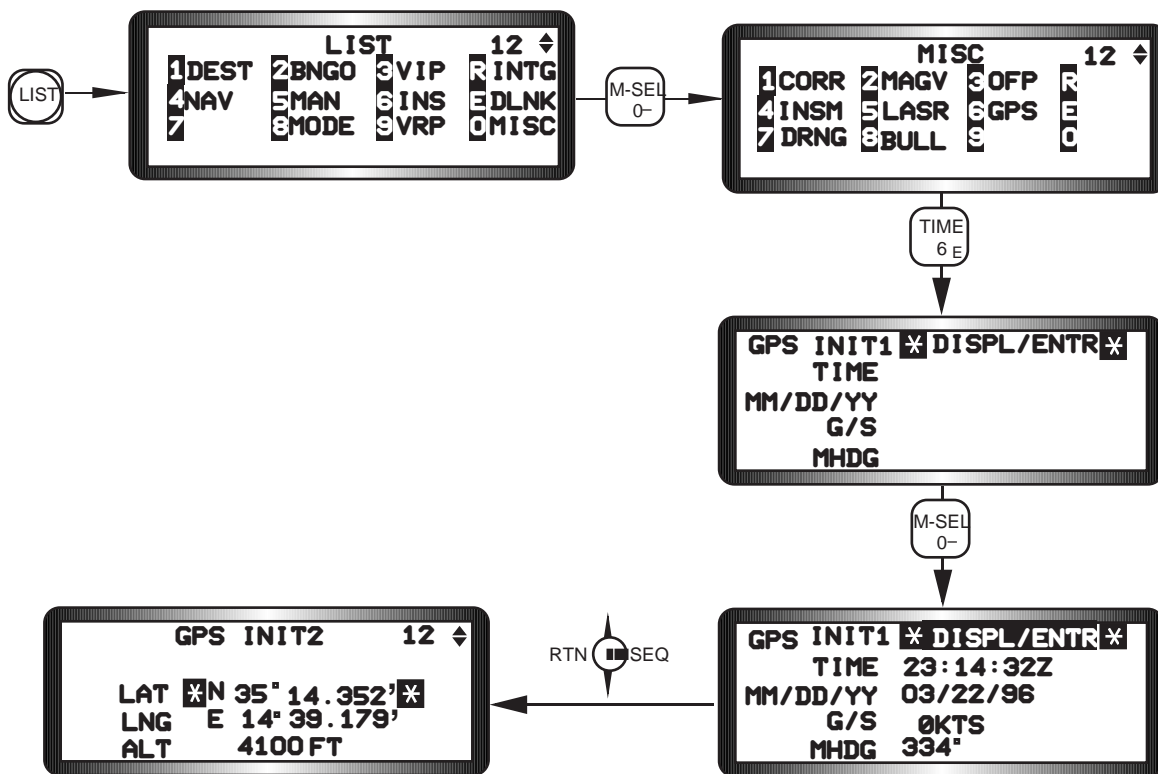 LIST
LIST 12
1DEST 2BNGO 3VIP RINTG
4NAV 5MAN 6INS EDLNK
7 8MODE 9VRP 0MISC
M-SEL
0–
MISC 12
1CORR 2MAGV 3OFP R
4INSM 5LASR 6GPS E
7 DRNG 8BULL 9 0
TIME
6 E
GPS INIT1 * DISPL/ENTR *
TIME
MM/DD/YY
G/S
MHDG
M-SEL
0–
GPS INIT1 * DISPL/ENTR *
TIME 23:14:32Z
MM/DD/YY 03/22/96
G/S 0KTS
MHDG 334°
RTN SEQ
GPS INIT2 12
LAT *N 35° 14.352’*
LNG E 14° 39.179’
ALT 4100 FT